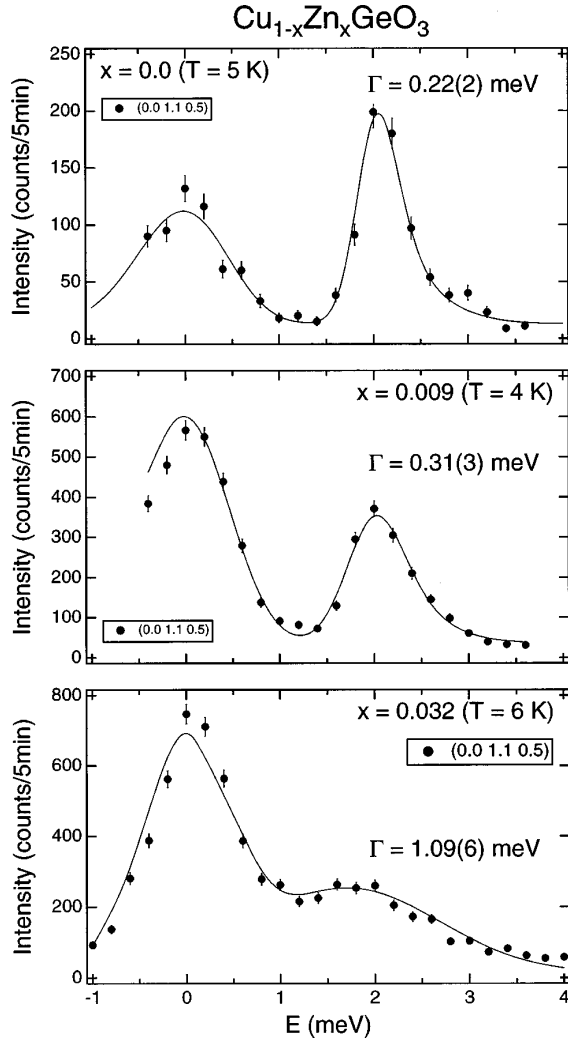 Cu₁₋ₓZnₓGeO₃
x = 0.0 (T = 5 K)
Γ = 0.22(2) meV
(0.0 1.1 0.5)
Intensity (counts/5min)
250
200
150
100
50
0
x = 0.009 (T = 4 K)
Γ = 0.31(3) meV
(0.0 1.1 0.5)
Intensity (counts/5min)
700
600
500
400
300
200
100
0
x = 0.032 (T = 6 K)
(0.0 1.1 0.5)
Γ = 1.09(6) meV
Intensity (counts/5min)
800
600
400
200
0
-1 0 1 2 3 4
E (meV)